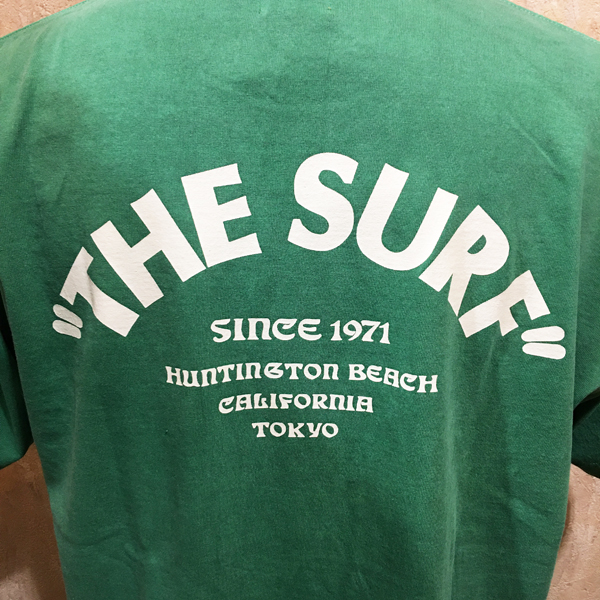 "THE SURF"
SINCE 1971
HUNTINGTON BEACH
CALIFORNIA
TOKYO